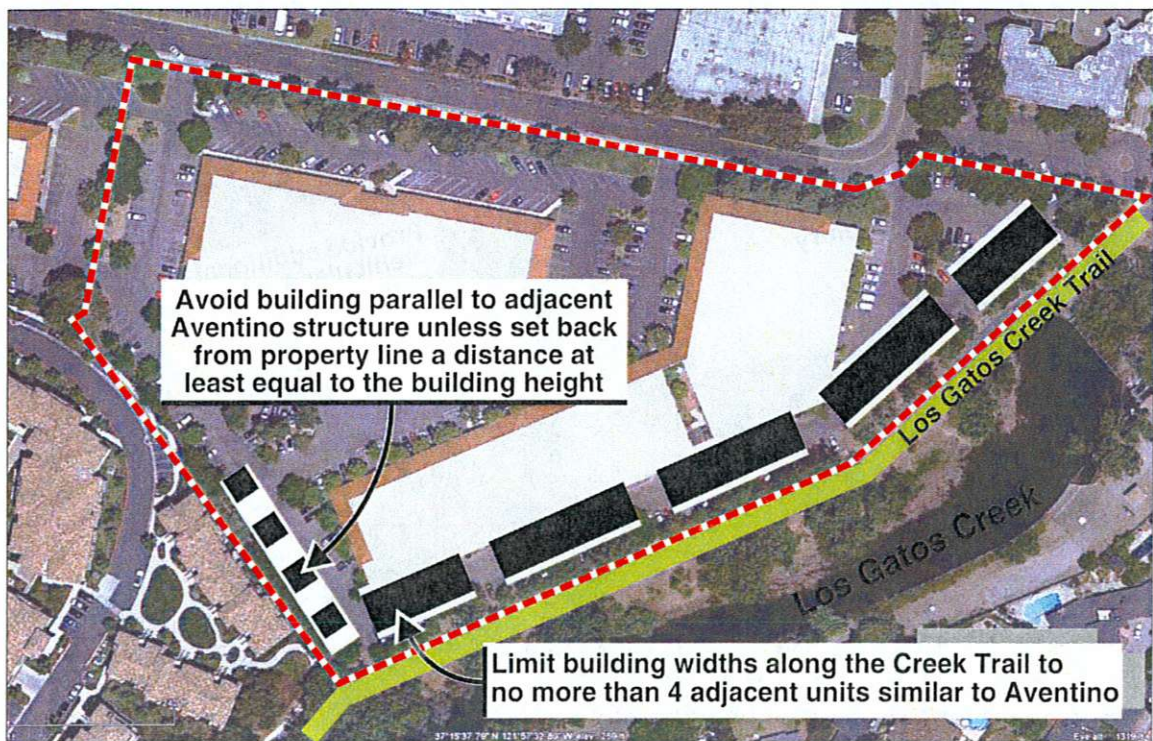 Avoid building parallel to adjacent
Aventino structure unless set back
from property line a distance at
least equal to the building height
Los Gatos Creek Trail
Los Gatos Creek
Limit building widths along the Creek Trail to
no more than 4 adjacent units similar to Aventino